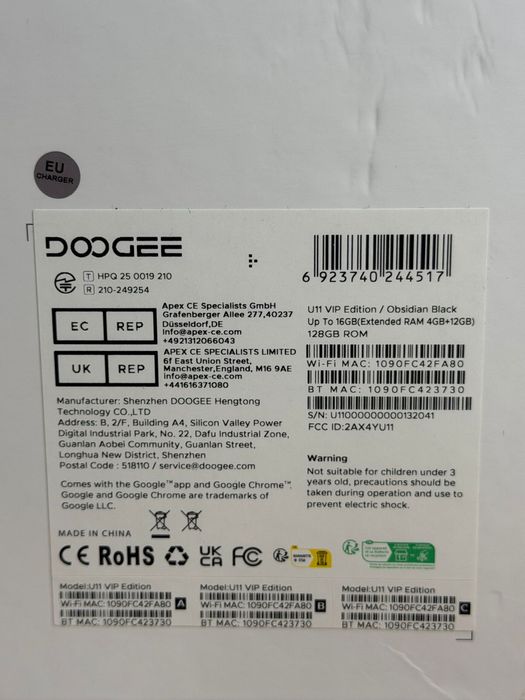 EU
CHARGER
DOOGEE
T HPQ 25 0019 210
R 210-249254
6 923740 244517
EC REP
Apex CE Specialists GmbH
Grafenberger Allee 277,40237
Düsseldorf,DE
Info@apex-ce.com
+4921312066043
UK REP
APEX CE SPECIALISTS LIMITED
6f East Union Street,
Manchester,England, M16 9AE
Info@apex-ce.com
+441616371080
U11 VIP Edition / Obsidian Black
Up To 16GB(Extended RAM 4GB+12GB)
128GB ROM
Wi-Fi MAC: 1090FC42FA80
BT MAC: 1090FC423730
S/N: U11000000000132041
FCC ID:2AX4YU11
Manufacturer: Shenzhen DOOGEE Hengtong
Technology CO.,LTD
Address: B, 2/F, Building A4, Silicon Valley Power
Digital Industrial Park, No. 22, Dafu Industrial Zone,
Guanlan Aobei Community, Guanlan Street,
Longhua New District, Shenzhen
Postal Code : 518110 / service@doogee.com
Warning
Not suitable for children under 3
years old, precautions should be
taken during operation and use to
prevent electric shock.
Comes with the Google™app and Google Chrome™.
Google and Google Chrome are trademarks of
Google LLC.
MADE IN CHINA
CE RoHS UK CA FC
Model:U11 VIP Edition
Wi-Fi MAC: 1090FC42FA80 A
BT MAC: 1090FC423730
Model:U11 VIP Edition
Wi-Fi MAC: 1090FC42FA80 B
BT MAC: 1090FC423730
Model:U11 VIP Edition
Wi-Fi MAC: 1090FC42FA80 C
BT MAC: 1090FC423730